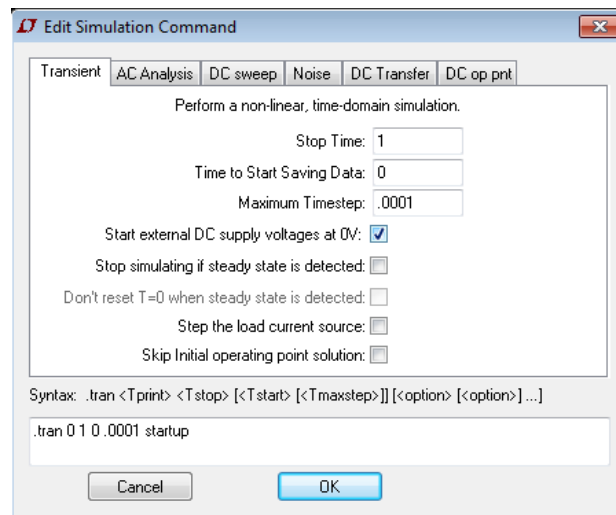 Edit Simulation Command
Transient AC Analysis DC sweep Noise DC Transfer DC op pnt
Perform a non-linear, time-domain simulation.
Stop Time: 1
Time to Start Saving Data: 0
Maximum Timestep: .0001
Start external DC supply voltages at 0V:
Stop simulating if steady state is detected:
Don't reset T=0 when steady state is detected:
Step the load current source:
Skip Initial operating point solution:
Syntax: .tran <Tprint> <Tstop> [<Tstart> [<Tmaxstep>]] [<option> [<option>] ...]
.tran 0 1 0 .0001 startup
Cancel OK